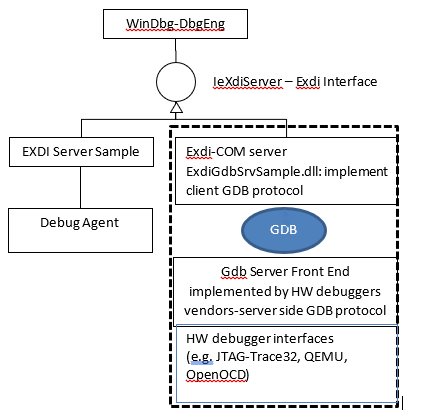 WinDbg-DbgEng
IeXdiServer – Exdi Interface
EXDI Server Sample
Debug Agent
Exdi-COM server
ExdiGdbSrvSample.dll: implement
client GDB protocol
GDB
Gdb Server Front End
implemented by HW debuggers
vendors-server side GDB protocol
HW debugger interfaces
(e.g. JTAG-Trace32, QEMU,
OpenOCD)